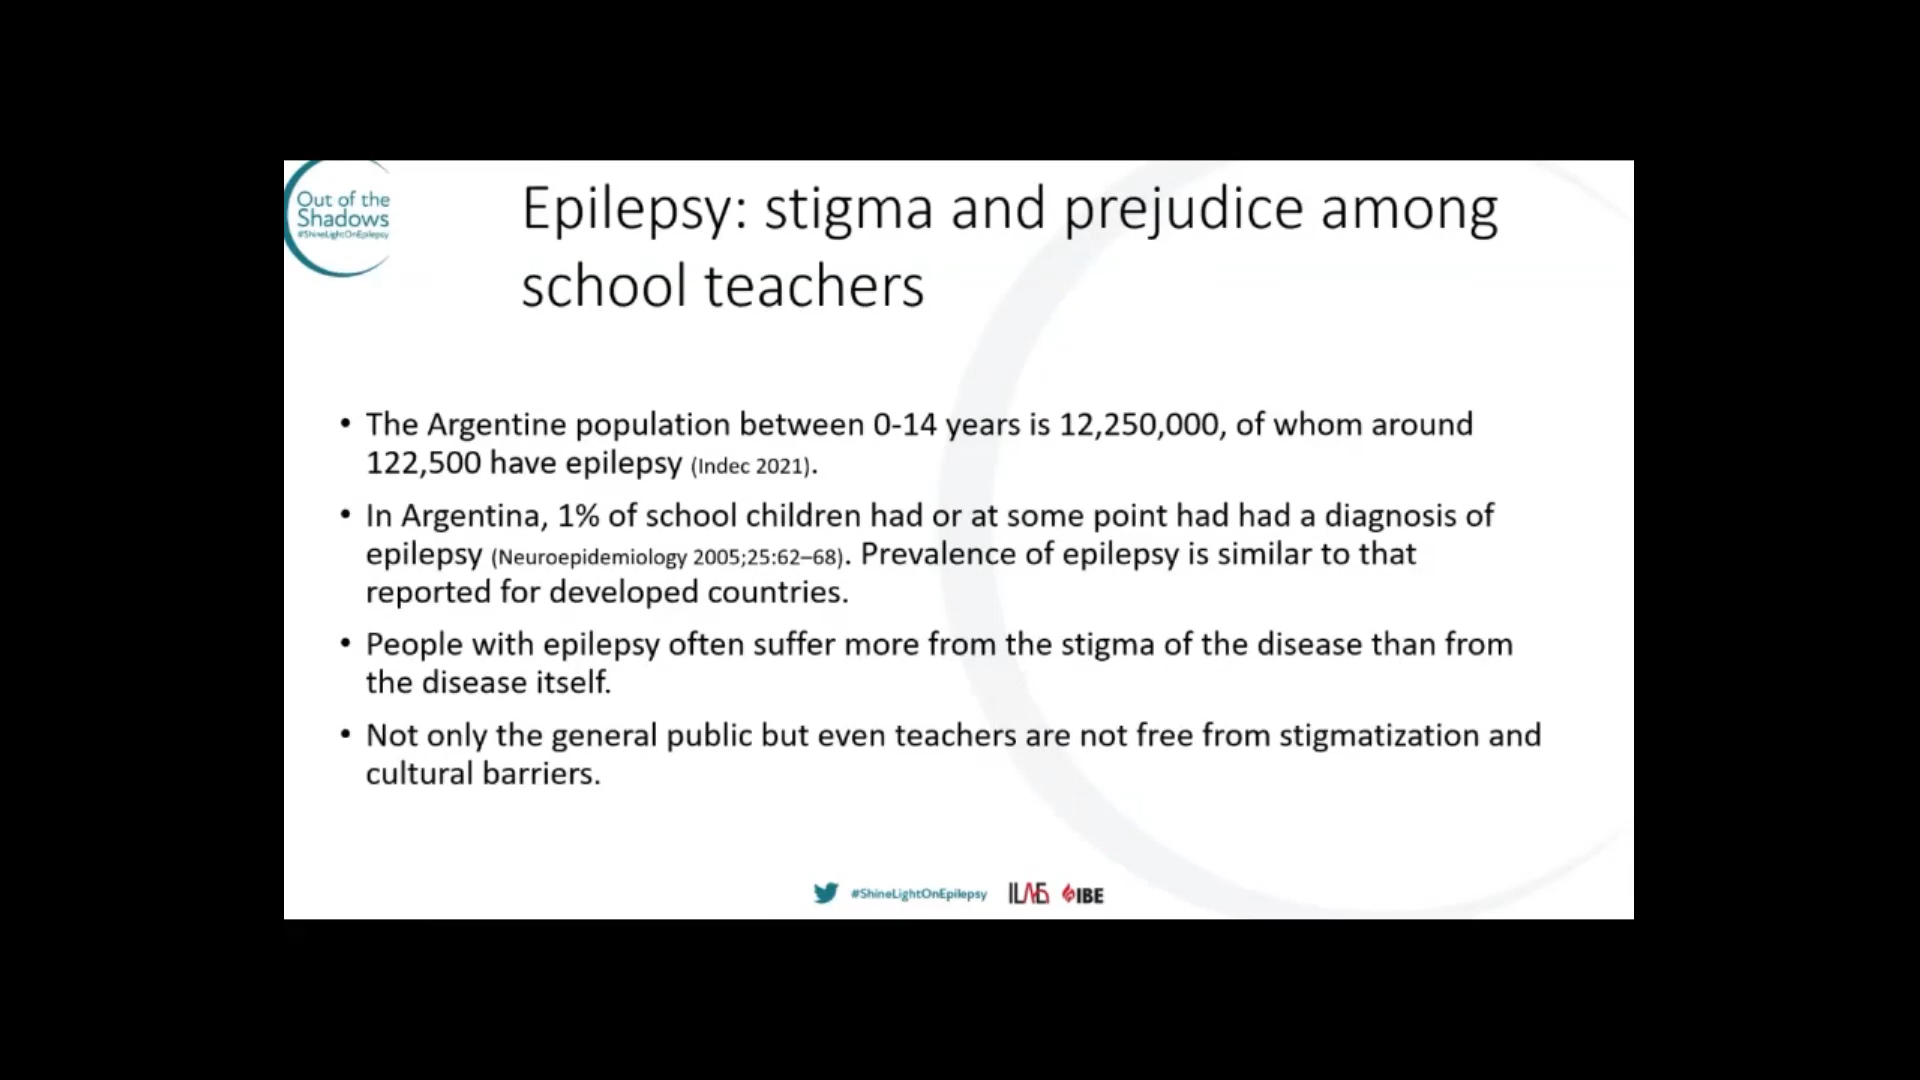 Out of the
Shadows
#ShineLightOnEpilepsy
Epilepsy: stigma and prejudice among
school teachers
• The Argentine population between 0-14 years is 12,250,000, of whom around
122,500 have epilepsy (Indec 2021).
• In Argentina, 1% of school children had or at some point had had a diagnosis of
epilepsy (Neuroepidemiology 2005;25:62–68). Prevalence of epilepsy is similar to that
reported for developed countries.
• People with epilepsy often suffer more from the stigma of the disease than from
the disease itself.
• Not only the general public but even teachers are not free from stigmatization and
cultural barriers.
#ShineLightOnEpilepsy ILAE IBE